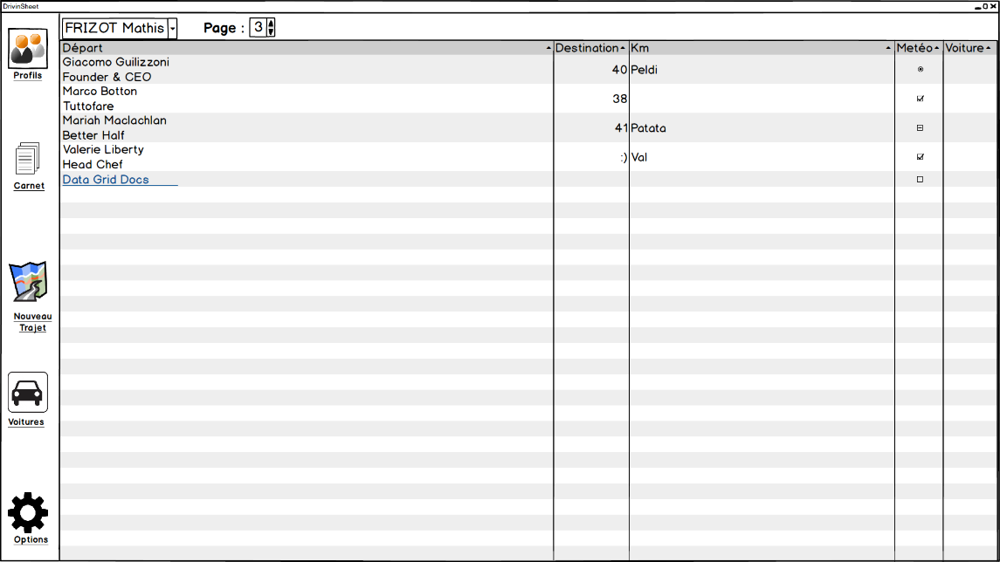 DrivinSheet
FRIZOT Mathis
Page : 3
Départ Destination Km Metéo Voiture
Giacomo Guilizzoni
Founder & CEO
40 Peldi
Marco Botton
Tuttofare
38
Mariah Maclachlan
Better Half
41 Patata
Valerie Liberty
Head Chef
:) Val
Data Grid Docs
Profils
Carnet
Nouveau
Trajet
Voitures
Options